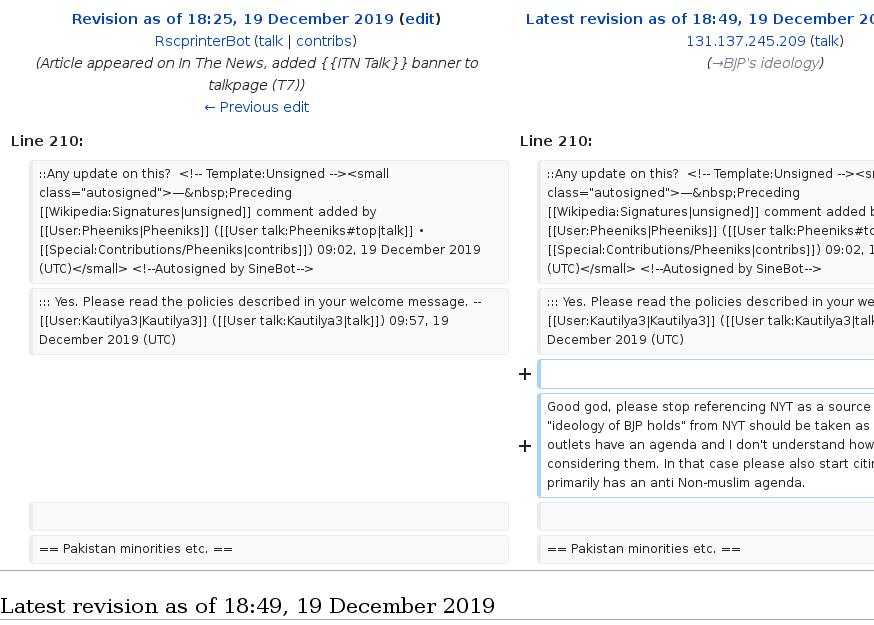 Revision as of 18:25, 19 December 2019 (edit)
RscprinterBot (talk | contribs)
(Article appeared on In The News, added {{ITN Talk}} banner to
talkpage (T7))
← Previous edit
Latest revision as of 18:49, 19 December 20
131.137.245.209 (talk)
(→BJP's ideology)
Line 210:
Line 210:
::Any update on this?  <!-- Template:Unsigned --><small
class="autosigned">—&nbsp;Preceding
[[Wikipedia:Signatures|unsigned]] comment added by
[[User:Pheeniks|Pheeniks]] ([[User talk:Pheeniks#top|talk]] •
[[Special:Contributions/Pheeniks|contribs]]) 09:02, 19 December 2019
(UTC)</small> <!--Autosigned by SineBot-->
::Any update on this?  <!-- Template:Unsigned --><
class="autosigned">—&nbsp;Preceding
[[Wikipedia:Signatures|unsigned]] comment added
[[User:Pheeniks|Pheeniks]] ([[User talk:Pheeniks#
[[Special:Contributions/Pheeniks|contribs]]) 09:02,
(UTC)</small> <!--Autosigned by SineBot-->
::: Yes. Please read the policies described in your welcome message. --
[[User:Kautilya3|Kautilya3]] ([[User talk:Kautilya3|talk]]) 09:57, 19
December 2019 (UTC)
::: Yes. Please read the policies described in your
[[User:Kautilya3|Kautilya3]] ([[User talk:Kautilya3|
December 2019 (UTC)
+
+
Good god, please stop referencing NYT as a source
"ideology of BJP holds" from NYT should be taken as
outlets have an agenda and I don't understand how
considering them. In that case please also start
primarily has an anti Non-muslim agenda.
== Pakistan minorities etc. ==
== Pakistan minorities etc. ==
Latest revision as of 18:49, 19 December 2019